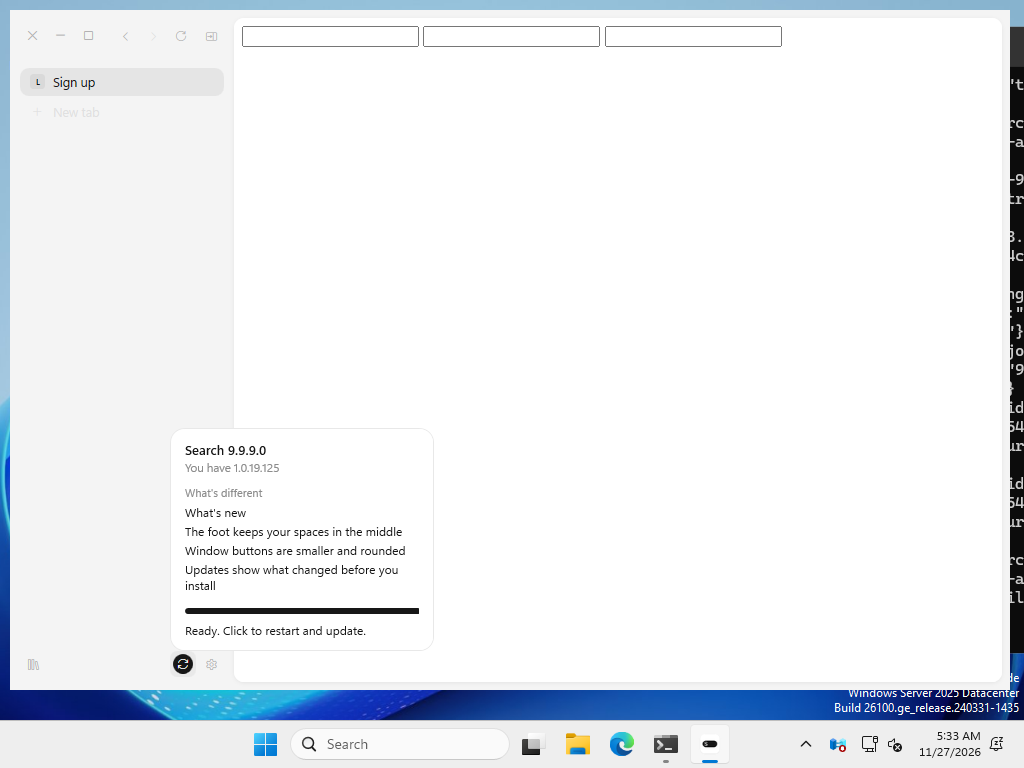 L Sign up
+ New tab
Search 9.9.9.0
You have 1.0.19.125
What's different
What's new
The foot keeps your spaces in the middle
Window buttons are smaller and rounded
Updates show what changed before you
install
Ready. Click to restart and update.
Windows Server 2025 Datacenter
Build 26100.ge_release.240331-1435
Search
5:33 AM
11/27/2026